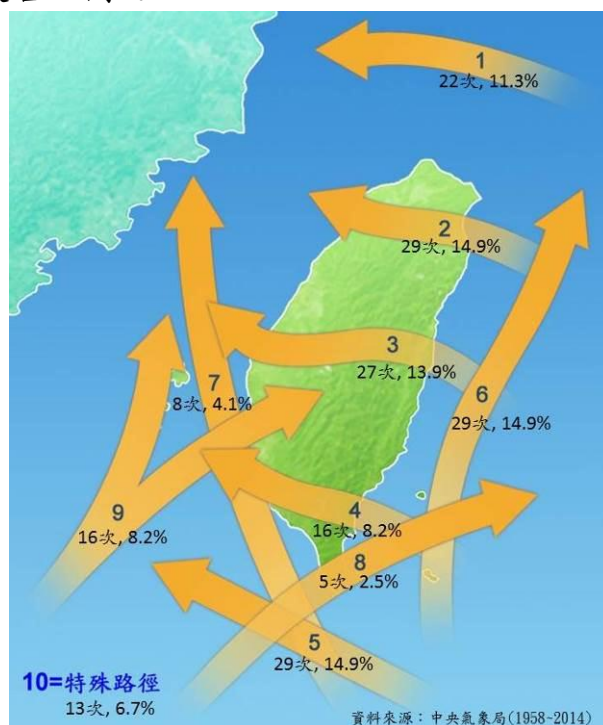 1
22次, 11.3%
2
29次, 14.9%
3
27次, 13.9%
7
8次, 4.1%
6
29次, 14.9%
9
16次, 8.2%
4
16次, 8.2%
8
5次, 2.5%
5
29次, 14.9%
10=特殊路徑
13次, 6.7%
資料來源：中央氣象局(1958~2014)